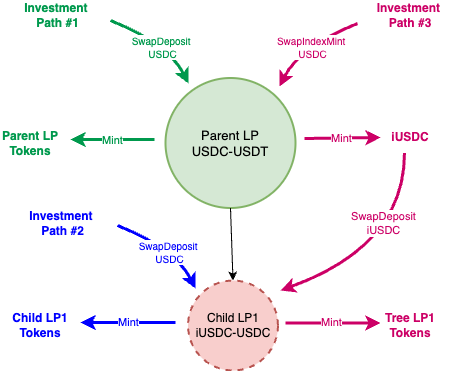 Investment
Path #1
SwapDeposit
USDC
Investment
Path #3
SwapIndexMint
USDC
Parent LP
USDC-USDT
Mint
Parent LP
Tokens
Mint
iUSDC
Investment
Path #2
SwapDeposit
USDC
SwapDeposit
iUSDC
Child LP1
iUSDC-USDC
Mint
Child LP1
Tokens
Mint
Tree LP1
Tokens